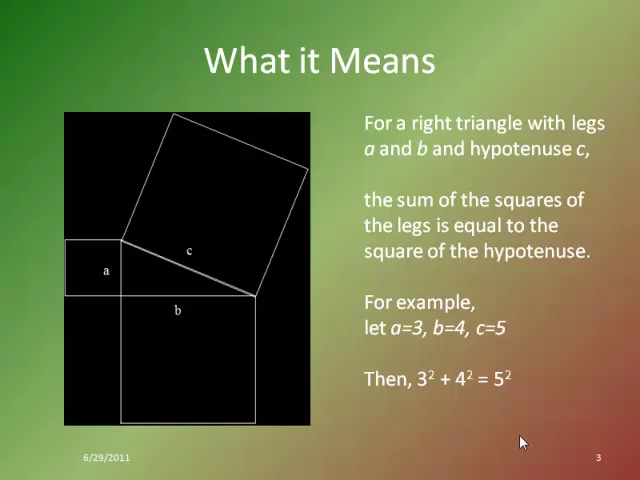 What it Means
For a right triangle with legs
a and b and hypotenuse c,
the sum of the squares of
the legs is equal to the
square of the hypotenuse.
For example,
let a=3, b=4, c=5
Then, 3² + 4² = 5²
c
a
b
6/29/2011
3